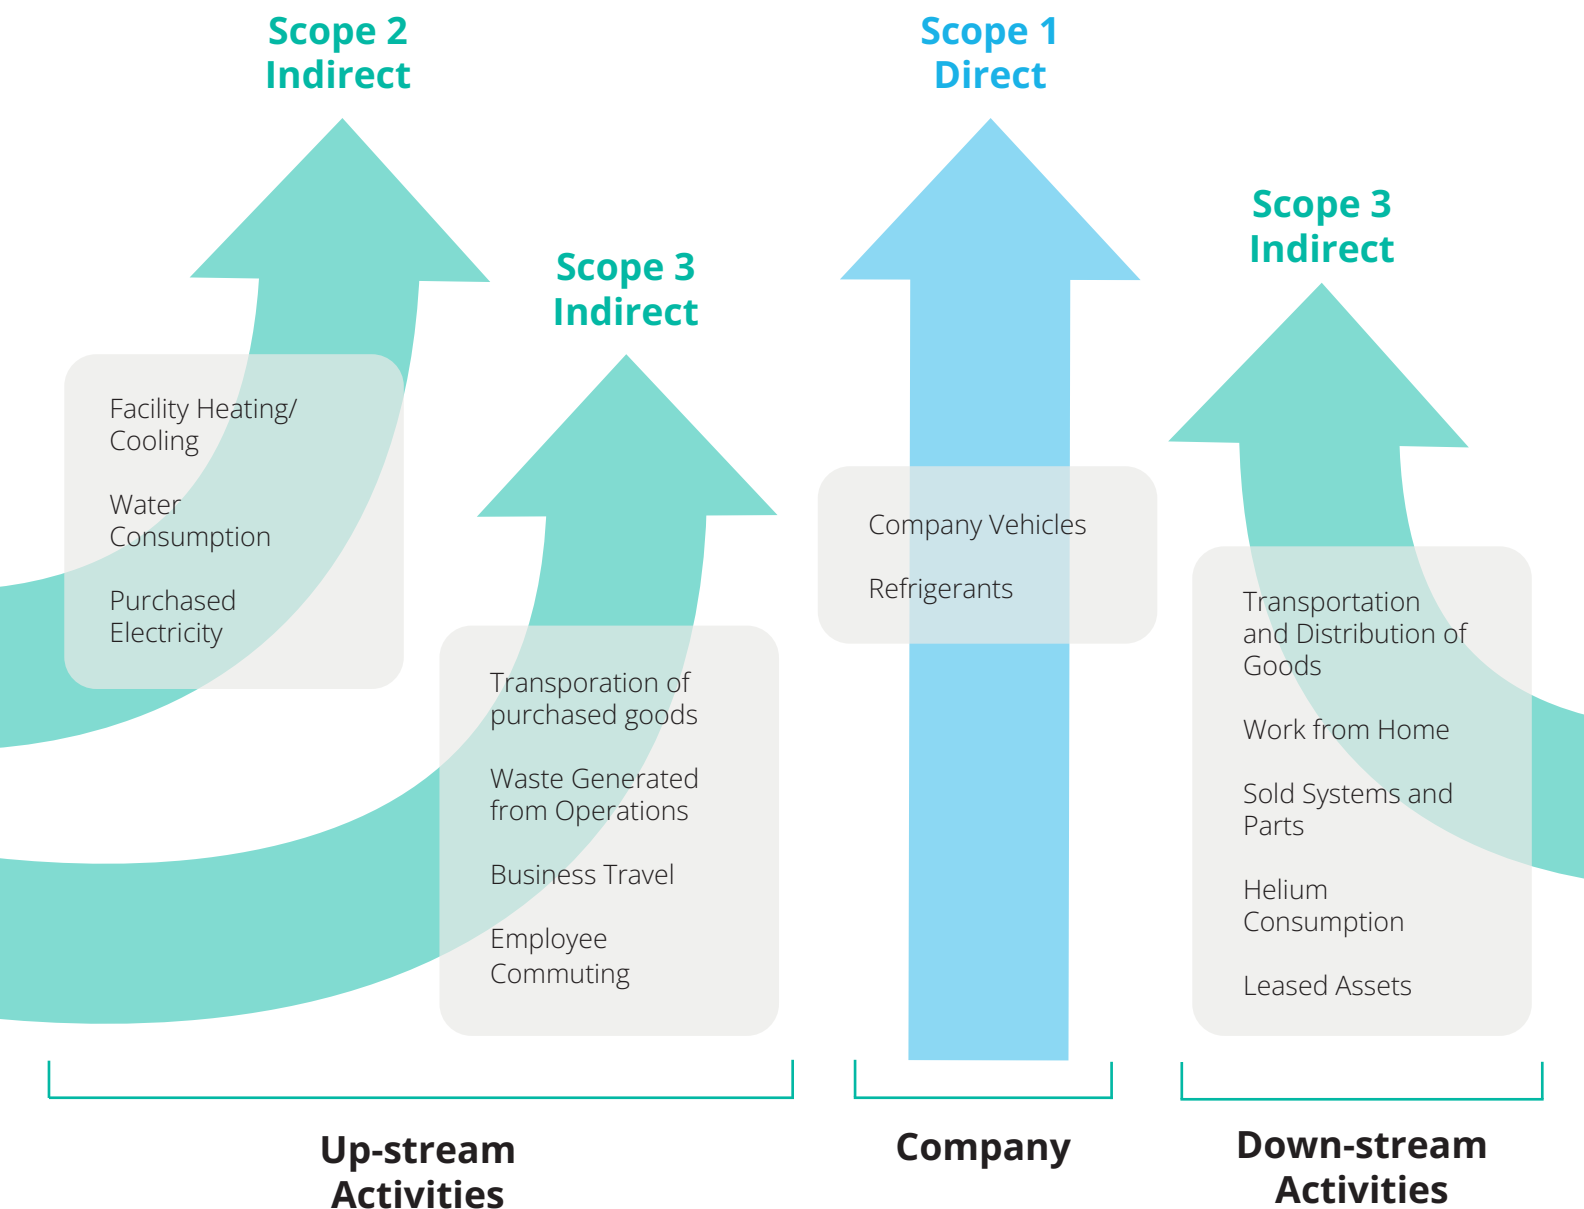 Scope 2
Indirect
Facility Heating/
Cooling
Water
Consumption
Purchased
Electricity
Scope 3
Indirect
Transporation of
purchased goods
Waste Generated
from Operations
Business Travel
Employee
Commuting
Up-stream
Activities
Scope 1
Direct
Company Vehicles
Refrigerants
Company
Scope 3
Indirect
Transportation
and Distribution of
Goods
Work from Home
Sold Systems and
Parts
Helium
Consumption
Leased Assets
Down-stream
Activities